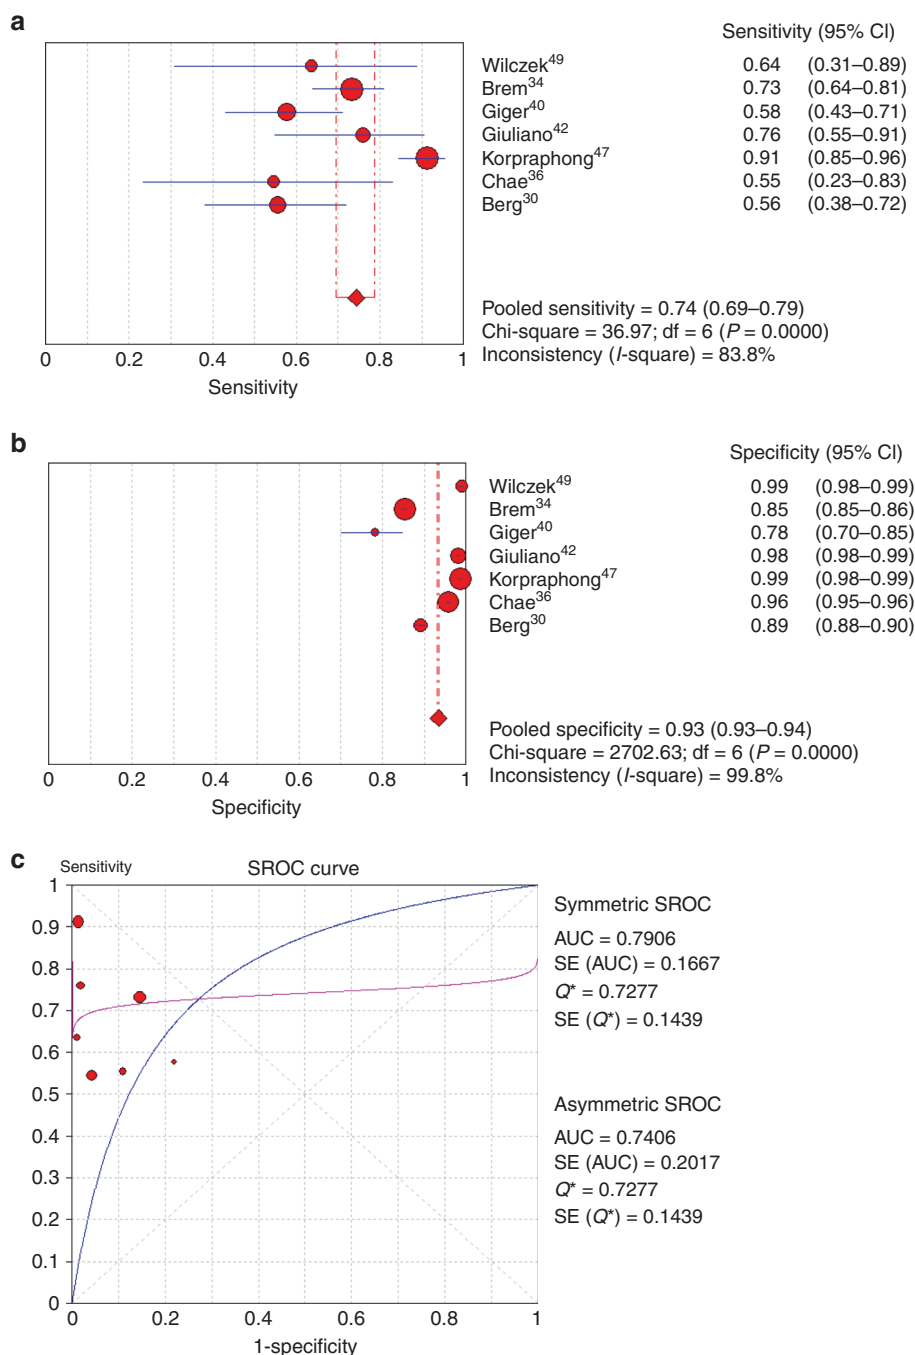 a
Sensitivity (95% CI)
Wilczek49 0.64 (0.31–0.89)
Brem34 0.73 (0.64–0.81)
Giger40 0.58 (0.43–0.71)
Giuliano42 0.76 (0.55–0.91)
Korpraphong47 0.91 (0.85–0.96)
Chae36 0.55 (0.23–0.83)
Berg30 0.56 (0.38–0.72)
Pooled sensitivity = 0.74 (0.69–0.79)
Chi-square = 36.97; df = 6 (P = 0.0000)
Inconsistency (I-square) = 83.8%
0 0.2 0.4 0.6 0.8 1
Sensitivity
b
Specificity (95% CI)
Wilczek49 0.99 (0.98–0.99)
Brem34 0.85 (0.85–0.86)
Giger40 0.78 (0.70–0.85)
Giuliano42 0.98 (0.98–0.99)
Korpraphong47 0.99 (0.98–0.99)
Chae36 0.96 (0.95–0.96)
Berg30 0.89 (0.88–0.90)
Pooled specificity = 0.93 (0.93–0.94)
Chi-square = 2702.63; df = 6 (P = 0.0000)
Inconsistency (I-square) = 99.8%
0 0.2 0.4 0.6 0.8 1
Specificity
c
Sensitivity SROC curve
1
0.9
0.8
0.7
0.6
0.5
0.4
0.3
0.2
0.1
0
0 0.2 0.4 0.6 0.8 1
1-specificity
Symmetric SROC
AUC = 0.7906
SE (AUC) = 0.1667
Q* = 0.7277
SE (Q*) = 0.1439
Asymmetric SROC
AUC = 0.7406
SE (AUC) = 0.2017
Q* = 0.7277
SE (Q*) = 0.1439